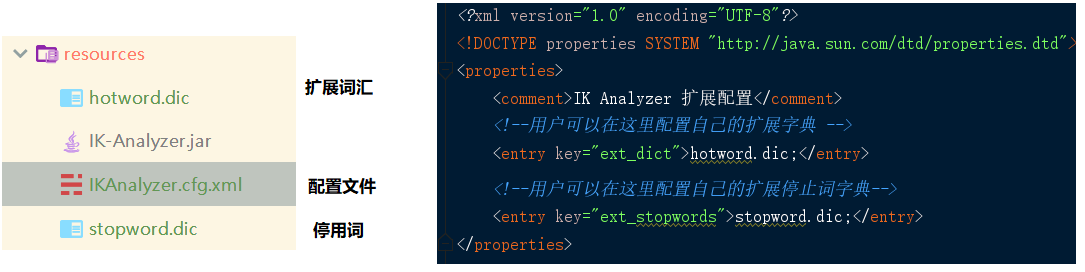 resources
hotword.dic
扩展词汇
IK-Analyzer.jar
IKAnalyzer.cfg.xml
配置文件
stopword.dic
停用词
<?xml version="1.0" encoding="UTF-8"?>
<!DOCTYPE properties SYSTEM "http://java.sun.com/dtd/properties.dtd">
<properties>
<comment>IK Analyzer 扩展配置</comment>
<!--用户可以在这里配置自己的扩展字典 -->
<entry key="ext_dict">hotword.dic;</entry>
<!--用户可以在这里配置自己的扩展停止词字典-->
<entry key="ext_stopwords">stopword.dic;</entry>
</properties>